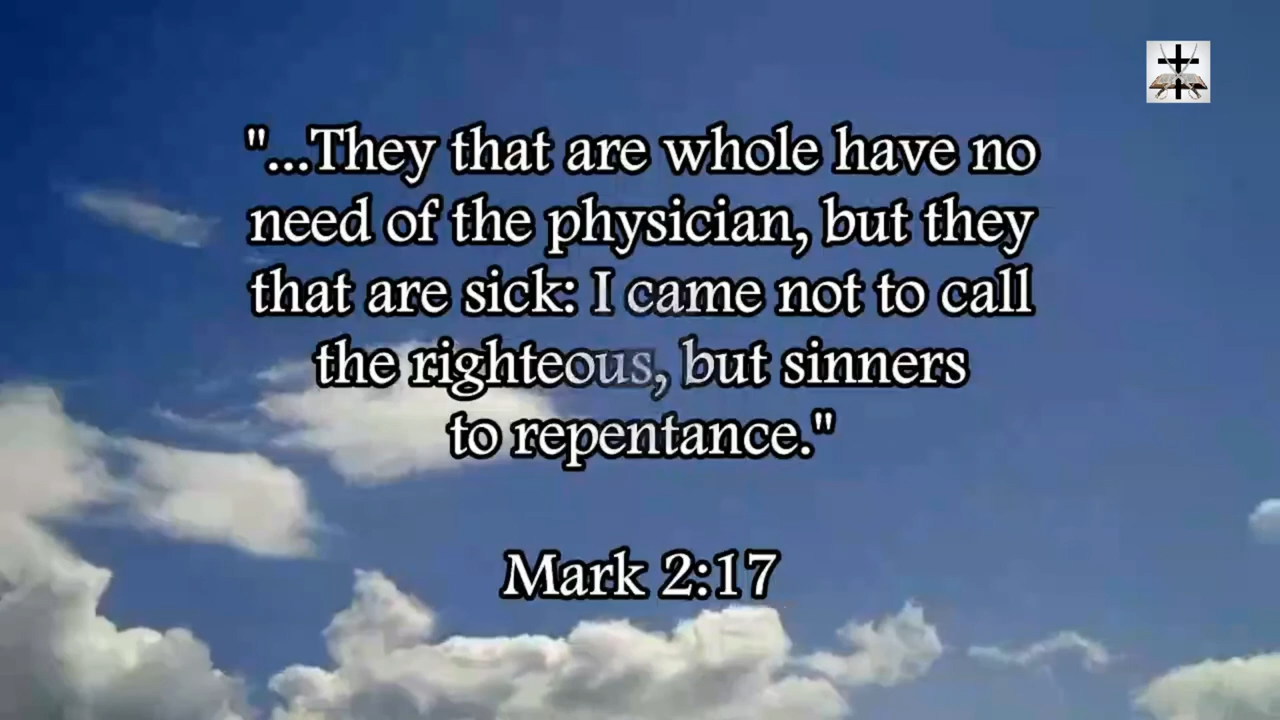 "...They that are whole have no
need of the physician, but they
that are sick: I came not to call
the righteous, but sinners
to repentance."
Mark 2:17